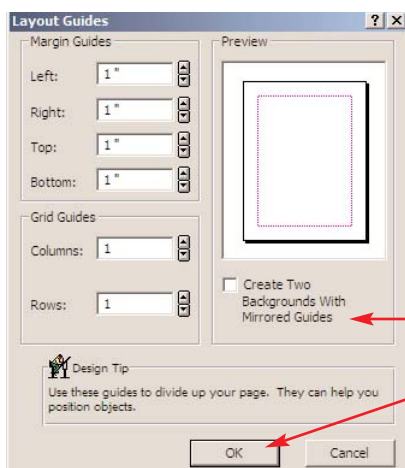 Layout Guides
Margin Guides
Left: 1 "
Right: 1 "
Top: 1 "
Bottom: 1 "
Grid Guides
Columns: 1
Rows: 1
Preview
Create Two
Backgrounds With
Mirrored Guides
Design Tip
Use these guides to divide up your page. They can help you
position objects.
OK
Cancel